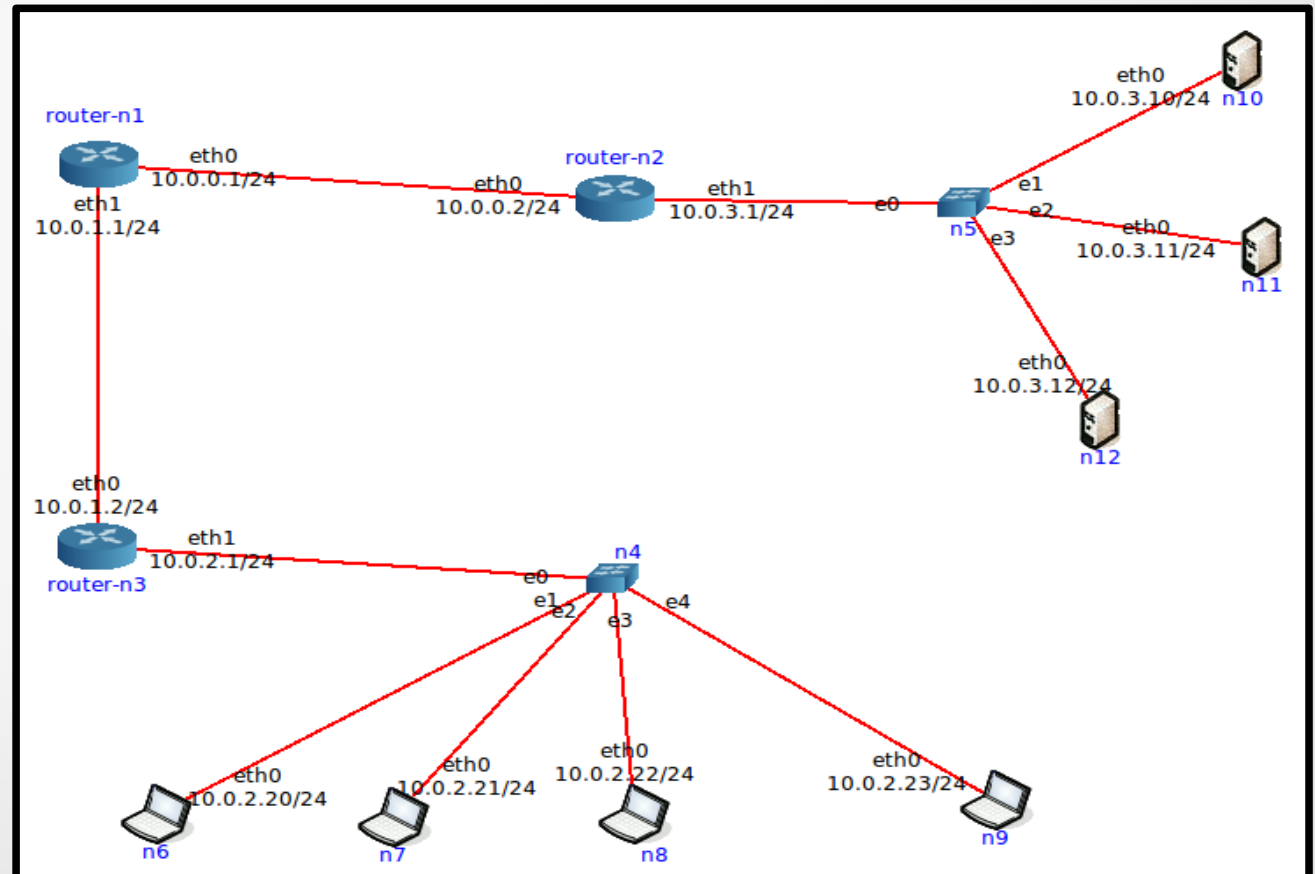 eth0
10.0.3.10/24
n10
router-n1
router-n2
eth0
10.0.0.1/24
eth0
10.0.0.2/24
eth1
10.0.3.1/24
e0
n5
e1
e2
e3
eth1
10.0.1.1/24
eth0
10.0.3.11/24
n11
eth0
10.0.3.12/24
n12
eth0
10.0.1.2/24
router-n3
eth1
10.0.2.1/24
n4
e0
e1
e2
e3
e4
eth0
10.0.2.20/24
n6
eth0
10.0.2.21/24
n7
eth0
10.0.2.22/24
n8
eth0
10.0.2.23/24
n9